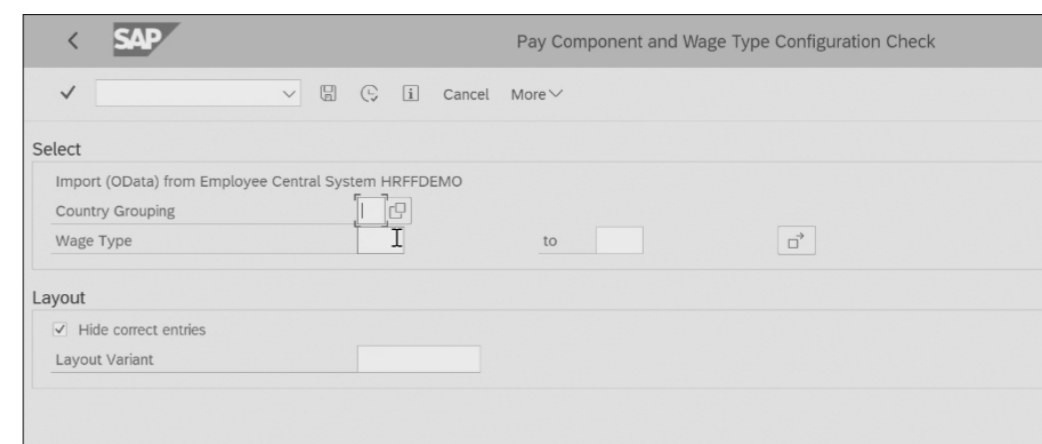 SAP Pay Component and Wage Type Configuration Check
Cancel More
Select
Import (OData) from Employee Central System HRFFDEMO
Country Grouping
Wage Type to
Layout
Hide correct entries
Layout Variant